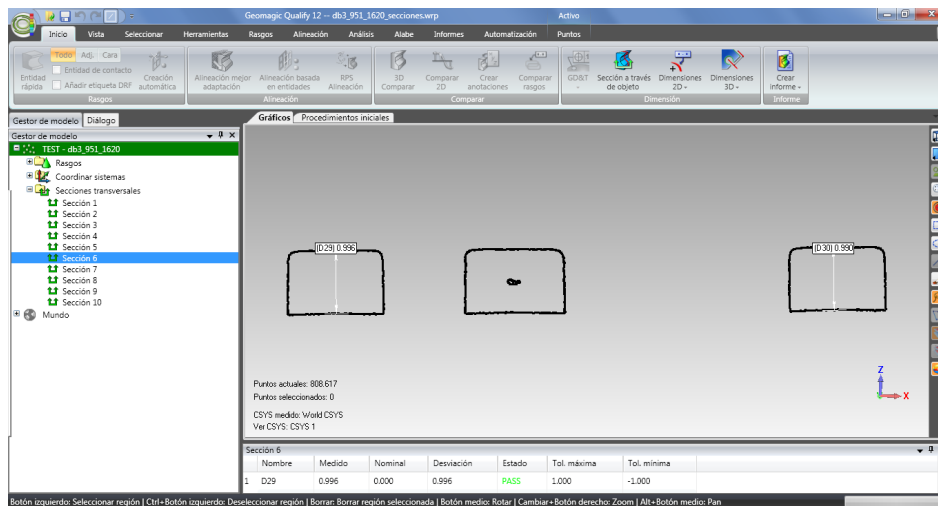 Geomagic Qualify 12 -- db3_951_1620_secciones.wrp Activo
Inicio Vista Seleccionar Herramientas Rasgos Alineación Análisis Alabe Informes Automatización Puntos
Entidad rápida
Todo Adj. Cara
Entidad de contacto
Añadir etiqueta DRF
Creación automática
Alineación mejor adaptación
Alineación basada en entidades
RPS Alineación
3D Comparar
Comparar 2D
Crear anotaciones
Comparar rasgos
GD&T
Sección a través de objeto
Dimensiones 2D
Dimensiones 3D
Crear informe
Rasgos Alineación Comparar Dimensión Informe
Gestor de modelo Diálogo
Gráficos Procedimientos iniciales
Gestor de modelo
TEST - db3_951_1620
Rasgos
Coordinar sistemas
Secciones transversales
Sección 1
Sección 2
Sección 3
Sección 4
Sección 5
Sección 6
Sección 7
Sección 8
Sección 9
Sección 10
Mundo
(D29) 0.996
(D30) 0.990
Puntos actuales: 808.617
Puntos seleccionados: 0
CSYS medido: World CSYS
Ver CSYS: CSYS 1
Z
X
Sección 6
Nombre Medido Nominal Desviación Estado Tol. máxima Tol. mínima
1 D29 0.996 0.000 0.996 PASS 1.000 -1.000
Botón izquierdo: Seleccionar región | Ctrl+Botón izquierdo: Deseleccionar región | Borrar: Borrar región seleccionada | Botón medio: Rotar | Cambiar+Botón derecho: Zoom | Alt+Botón medio: Pan